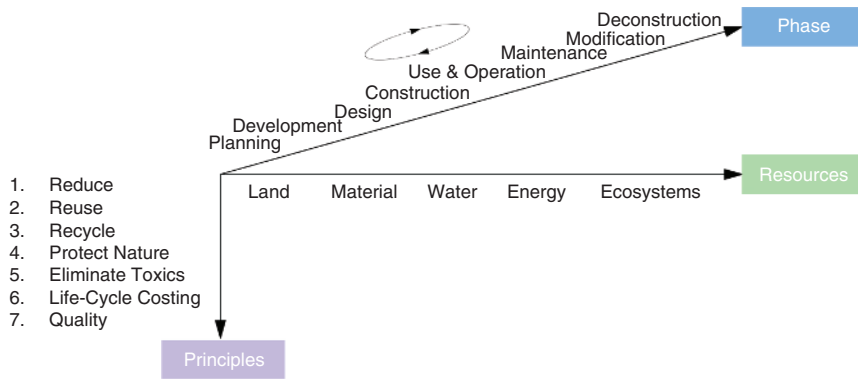 Deconstruction
Modification
Maintenance
Use & Operation
Construction
Design
Development
Planning
Phase
Land Material Water Energy Ecosystems
Resources
1. Reduce
2. Reuse
3. Recycle
4. Protect Nature
5. Eliminate Toxics
6. Life-Cycle Costing
7. Quality
Principles